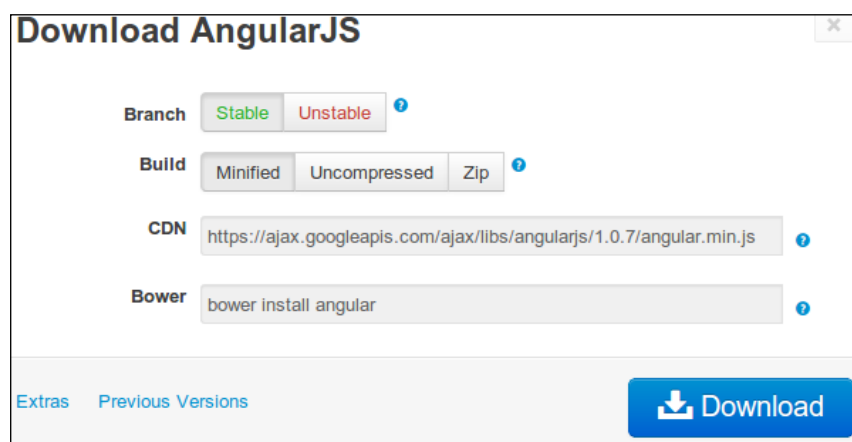 Download AngularJS
×
Branch Stable Unstable ?
Build Minified Uncompressed Zip ?
CDN https://ajax.googleapis.com/ajax/libs/angularjs/1.0.7/angular.min.js ?
Bower bower install angular ?
Extras Previous Versions Download